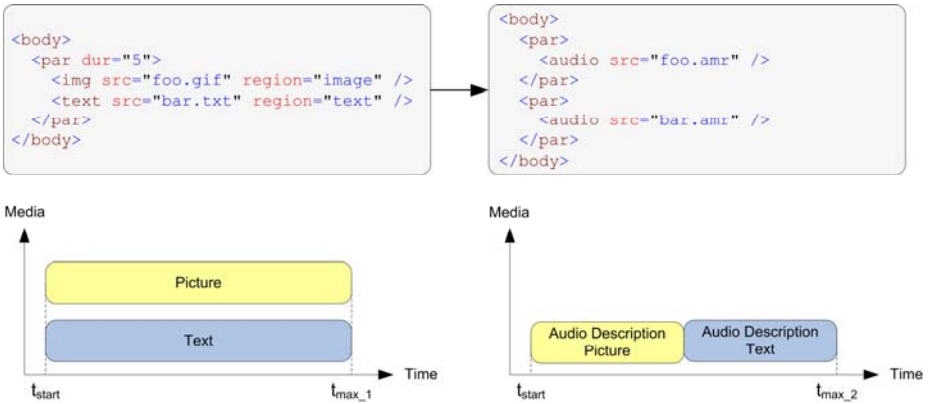 <body>
<par dur="5">
<img src="foo.gif" region="image" />
<text src="bar.txt" region="text" />
</par>
</body>
<body>
<par>
<audio src="foo.amr" />
</par>
<par>
<audio src="bar.amr" />
</par>
</body>
Media
Picture
Text
Time
tstart
tmax_1
Media
Audio Description
Picture
Audio Description
Text
Time
tstart
tmax_2